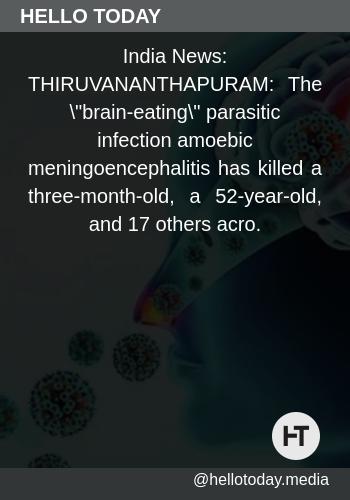 HELLO TODAY
India News:
THIRUVANANTHAPURAM: The
\"brain-eating\" parasitic
infection amoebic
meningoencephalitis has killed a
three-month-old, a 52-year-old,
and 17 others acro.
HT
@hellotoday.media